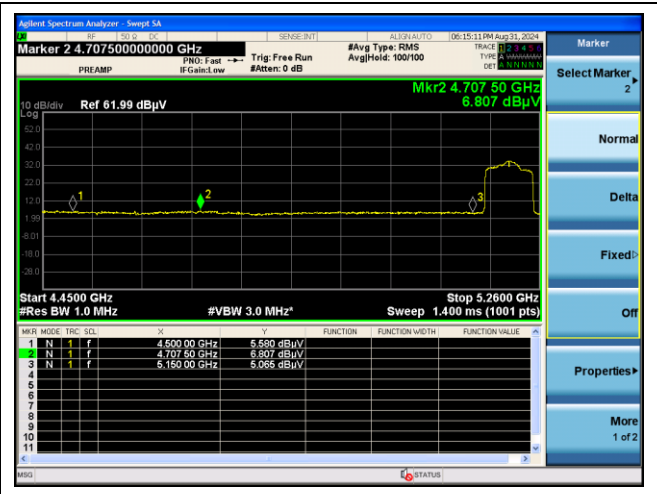 Agilent Spectrum Analyzer - Swept SA
RF 50 Ω DC SENSE:INT ALIGN AUTO 06:15:11 PM Aug 31, 2024
Marker 2 4.707500000000 GHz
PREAMP
PNO: Fast
IFGain:Low
Trig: Free Run
#Atten: 0 dB
#Avg Type: RMS
Avg|Hold: 100/100
TRACE 1 2 3 4 5 6
TYPE A
DET A N N N N N
Mkr2 4.707 50 GHz
6.807 dBµV
10 dB/div Ref 61.99 dBµV
Log
52.0
42.0
32.0
22.0
12.0
1.99
-8.01
-18.0
-28.0
1
2
3
Start 4.4500 GHz Stop 5.2600 GHz
#Res BW 1.0 MHz #VBW 3.0 MHz* Sweep 1.400 ms (1001 pts)
MKR MODE TRC SCL X Y FUNCTION FUNCTION WIDTH FUNCTION VALUE
1 N 1 f 4.500 00 GHz 5.580 dBµV
2 N 1 f 4.707 50 GHz 6.807 dBµV
3 N 1 f 5.150 00 GHz 5.065 dBµV
4
5
6
7
8
9
10
11
MSG STATUS
Marker
Select Marker
2
Normal
Delta
Fixed
Off
Properties
More
1 of 2